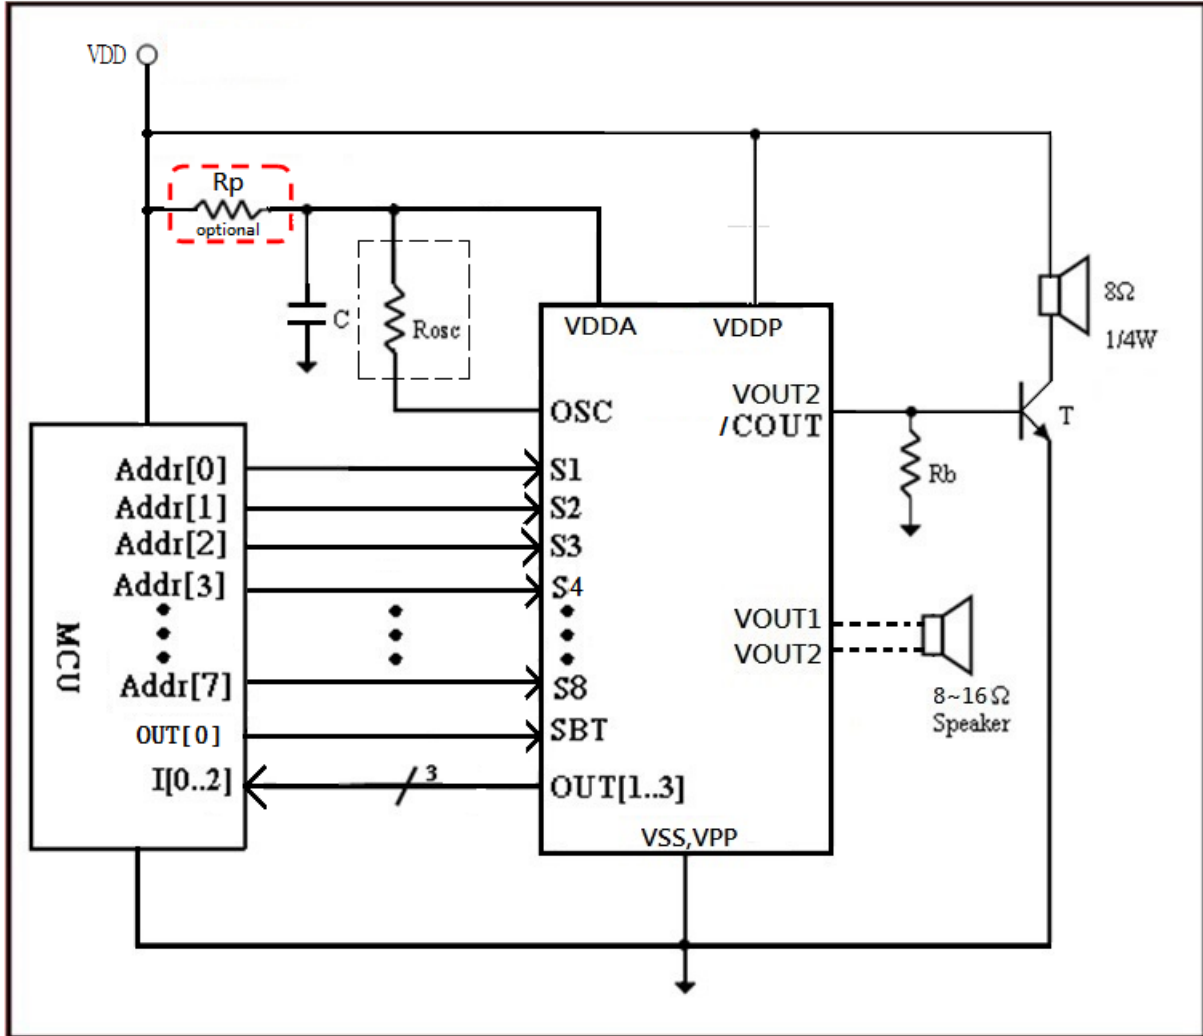 VDD
Rp
optional
C
Rosc
VDDA
VDDP
8Ω
1/4W
OSC
VOUT2
/COUT
T
Rb
MCU
Addr[0]
S1
Addr[1]
S2
Addr[2]
S3
Addr[3]
S4
VOUT1
VOUT2
Addr[7]
S8
8~16Ω
Speaker
OUT[0]
SBT
I[0..2]
3
OUT[1..3]
VSS,VPP